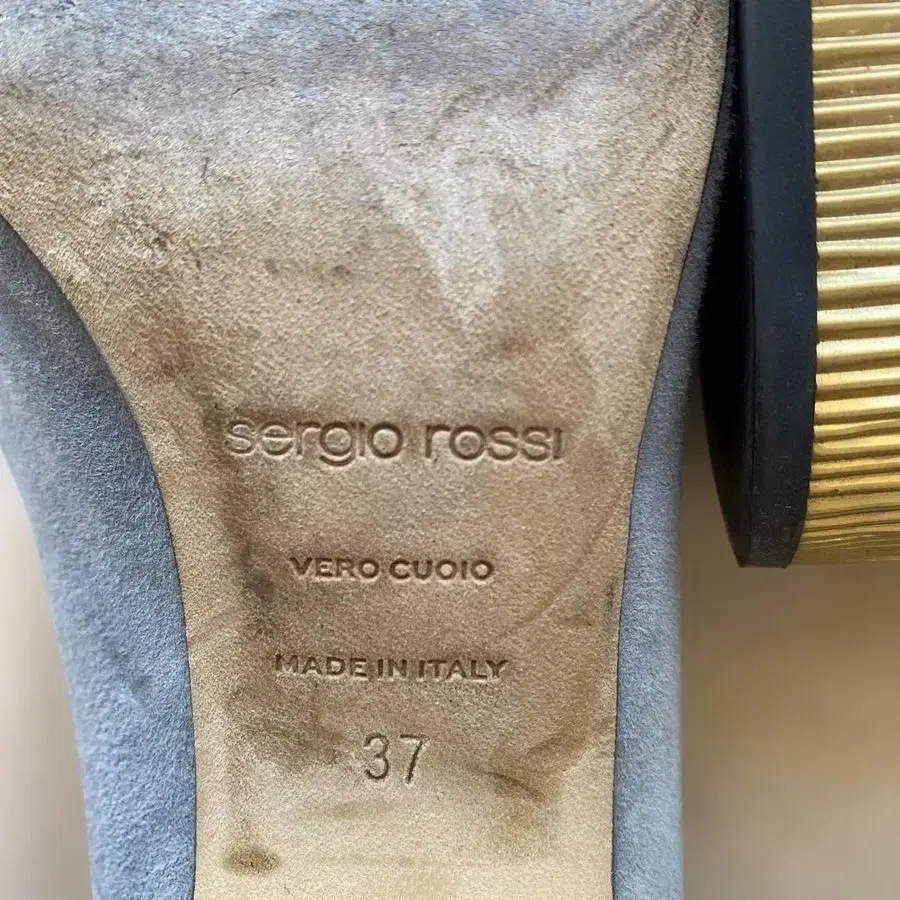 sergio rossi
VERO CUOIO
MADE IN ITALY
37